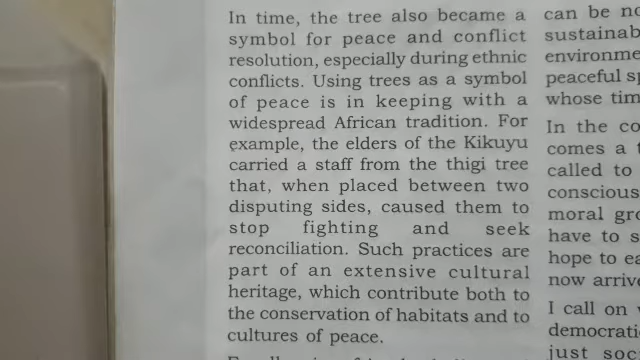 In time, the tree also became a
symbol for peace and conflict
resolution, especially during ethnic
conflicts. Using trees as a symbol
of peace is in keeping with a
widespread African tradition. For
example, the elders of the Kikuyu
carried a staff from the thigi tree
that, when placed between two
disputing sides, caused them to
stop fighting and seek
reconciliation. Such practices are
part of an extensive cultural
heritage, which contribute both to
the conservation of habitats and to
cultures of peace.
can be
sustainab
environme
peaceful
whose tim
In the co
comes a
called to
conscious
moral gro
have to s
hope to ea
now arrive
I call on
democrati
just soc